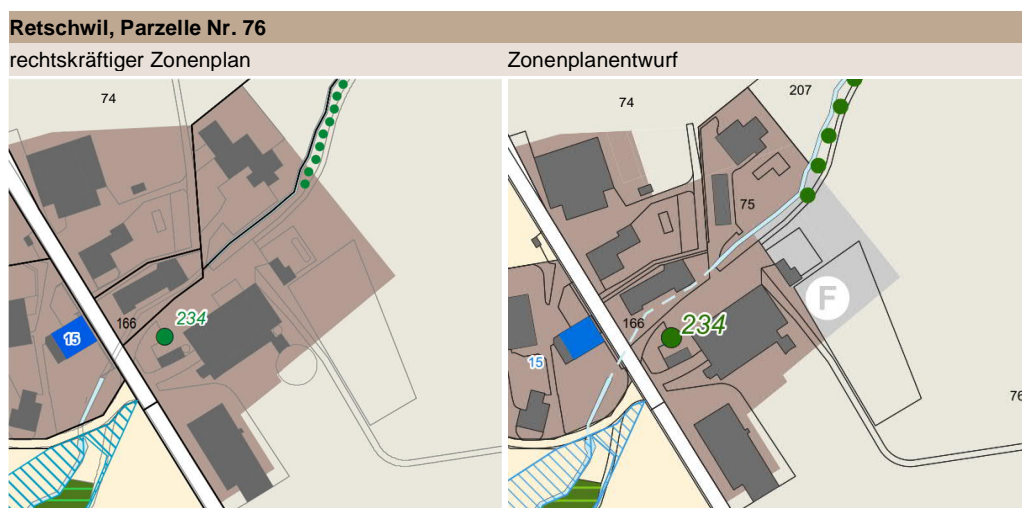 Retschwil, Parzelle Nr. 76
rechtskräftiger Zonenplan
Zonenplanentwurf
74
234
166
15
207
74
75
F
234
166
15
76